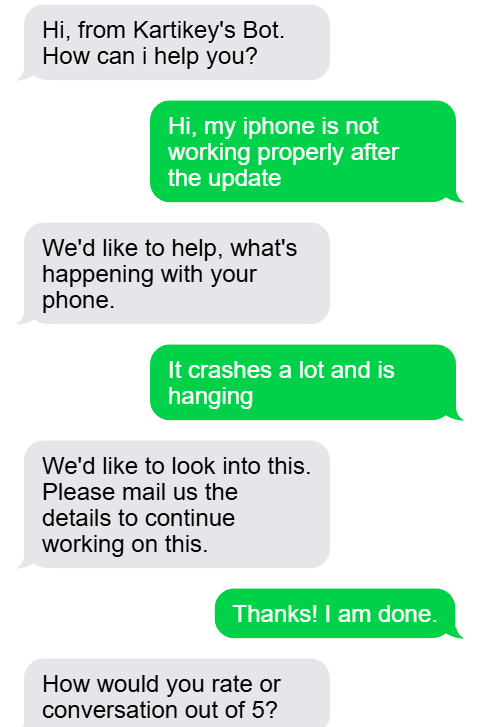 Hi, from Kartikey's Bot.
How can i help you?
Hi, my iphone is not
working properly after
the update
We'd like to help, what's
happening with your
phone.
It crashes a lot and is
hanging
We'd like to look into this.
Please mail us the
details to continue
working on this.
Thanks! I am done.
How would you rate or
conversation out of 5?